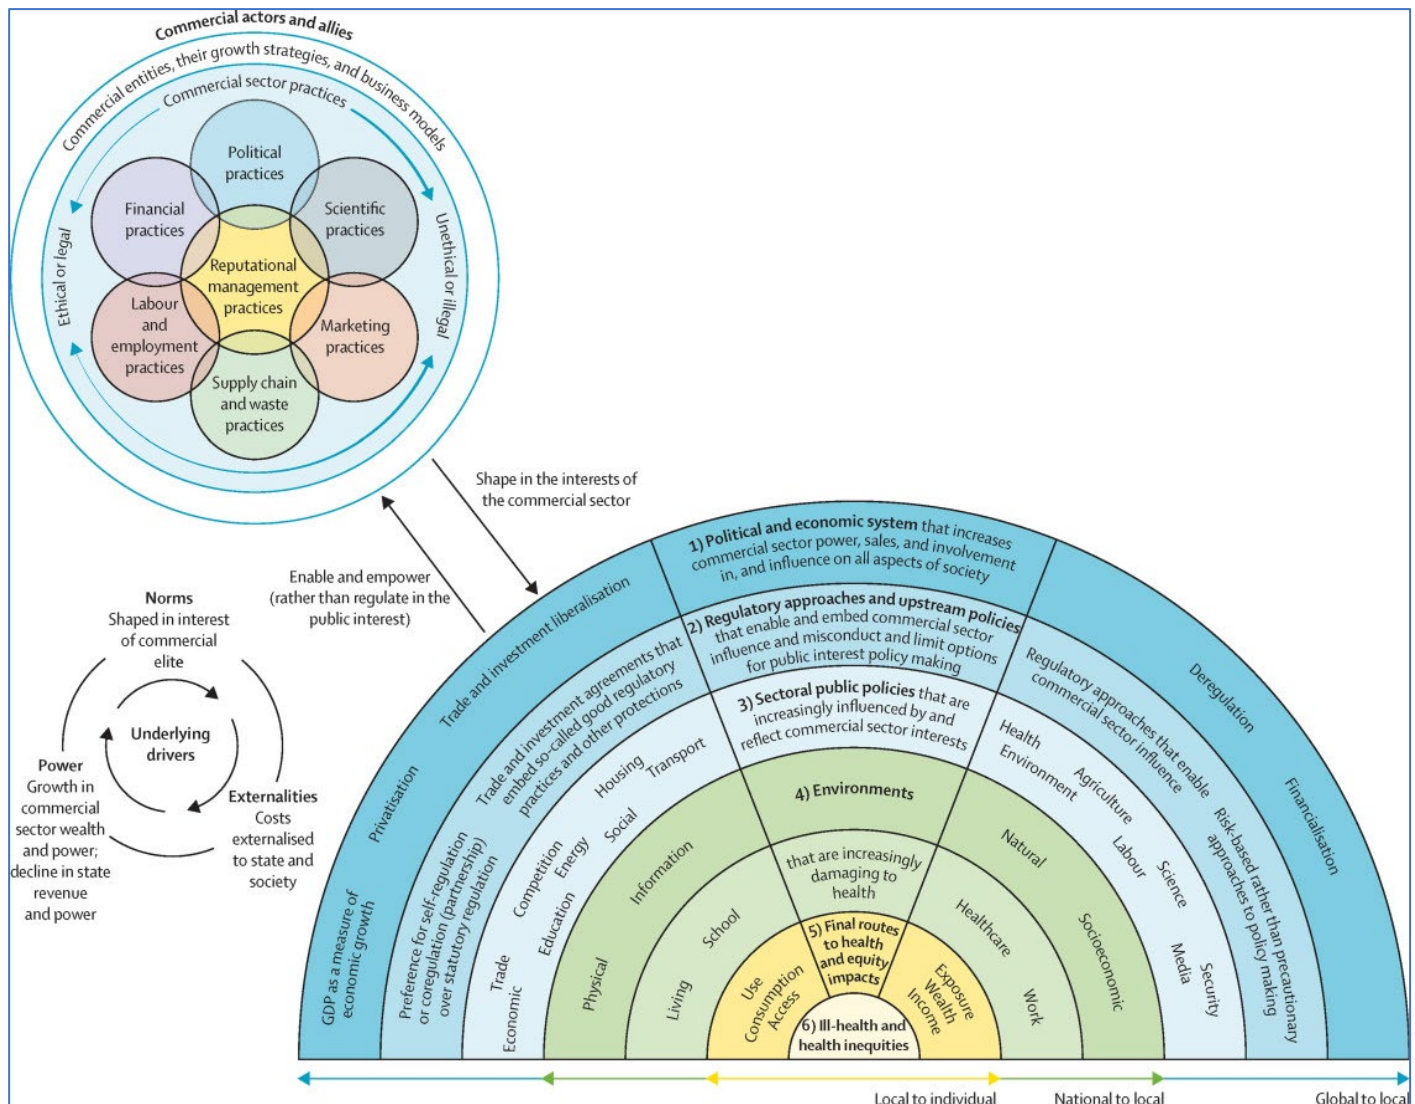 Commercial actors and allies
Commercial entities, their growth strategies, and business models
Commercial sector practices
Ethical or legal
Unethical or illegal
Political
practices
Financial
practices
Scientific
practices
Reputational
management
practices
Labour
and
employment
practices
Marketing
practices
Supply chain
and waste
practices
Shape in the interests of
the commercial sector
Enable and empower
(rather than regulate in the
public interest)
Norms
Shaped in interest
of commercial
elite
Underlying
drivers
Power
Growth in
commercial
sector wealth
and power;
decline in state
revenue
and power
Externalities
Costs
externalised
to state and
society
1) Political and economic system that increases
commercial sector power, sales, and involvement
in, and influence on all aspects of society
GDP as a measure of
economic growth
Privatisation
Trade and investment liberalisation
Deregulation
Financialisation
2) Regulatory approaches and upstream policies
that enable and embed commercial sector
influence and misconduct and limit options
for public interest policy making
Preference for self-regulation
or coregulation (partnership)
over statutory regulation
Trade and investment agreements that
embed so-called good regulatory
practices and other protections
Regulatory approaches that enable
commercial sector influence
Risk-based rather than precautionary
approaches to policy making
3) Sectoral public policies that are
increasingly influenced by and
reflect commercial sector interests
Economic
Trade
Education
Competition
Energy
Social
Housing
Transport
Health
Environment
Agriculture
Labour
Science
Media
Security
4) Environments
Physical
Information
Natural
Socioeconomic
that are increasingly
damaging to
health
Living
School
Healthcare
Work
5) Final routes
to health
and equity
impacts
Use
Consumption
Access
Exposure
Wealth
Income
6) Ill-health and
health inequities
Local to individual
National to local
Global to local